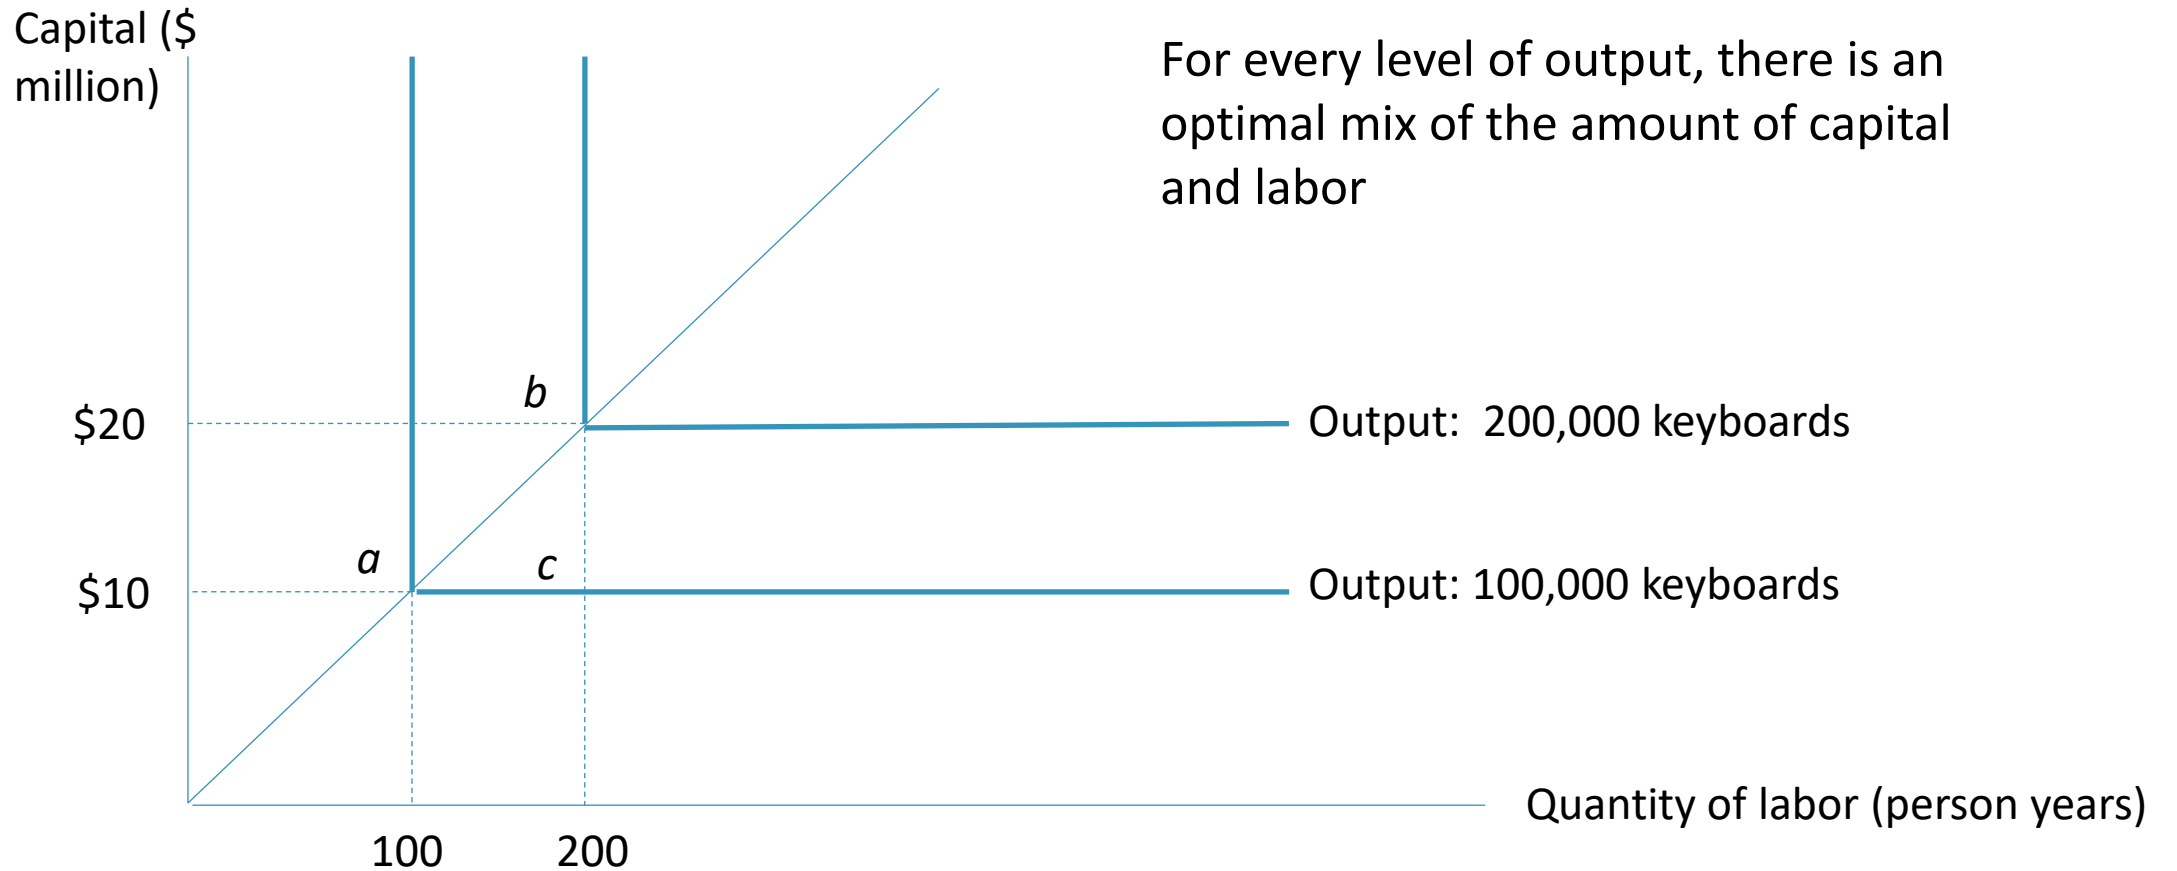 Capital ($
million)
For every level of output, there is an
optimal mix of the amount of capital
and labor
b
$20
Output:  200,000 keyboards
a
c
$10
Output: 100,000 keyboards
Quantity of labor (person years)
100
200